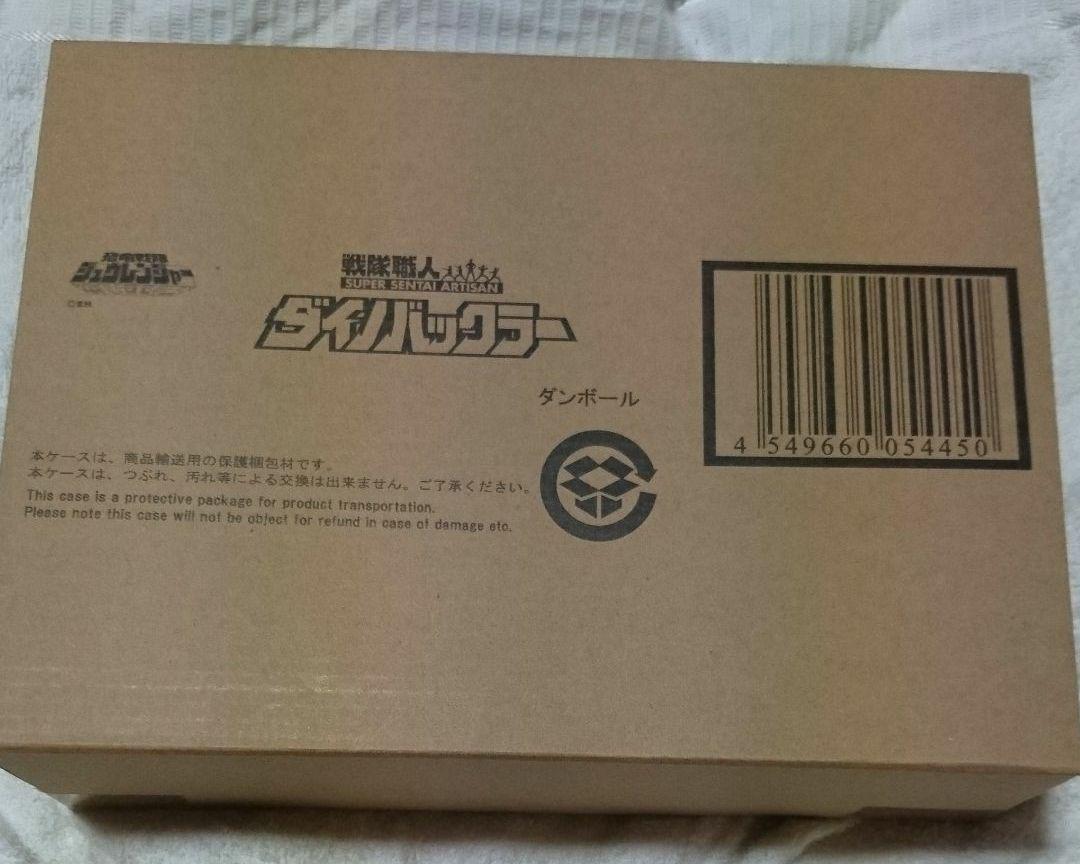 恐竜戦隊
ジュウレンジャー
©東映
戦隊職人
SUPER SENTAI ARTISAN
ダイノバックラー
ダンボール
本ケースは、商品輸送用の保護梱包材です。
本ケースは、つぶれ、汚れ等による交換は出来ません。ご了承ください。
This case is a protective package for product transportation.
Please note this case will not be object for refund in case of damage etc.
4 549660 054450